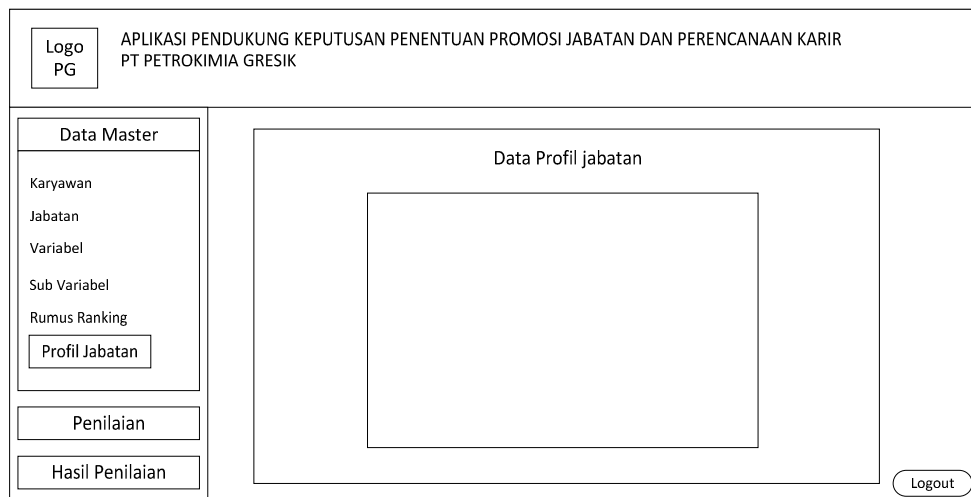 Logo
PG
APLIKASI PENDUKUNG KEPUTUSAN PENENTUAN PROMOSI JABATAN DAN PERENCANAAN KARIR
PT PETROKIMIA GRESIK
Data Master
Karyawan
Jabatan
Variabel
Sub Variabel
Rumus Ranking
Profil Jabatan
Penilaian
Hasil Penilaian
Data Profil jabatan
Logout